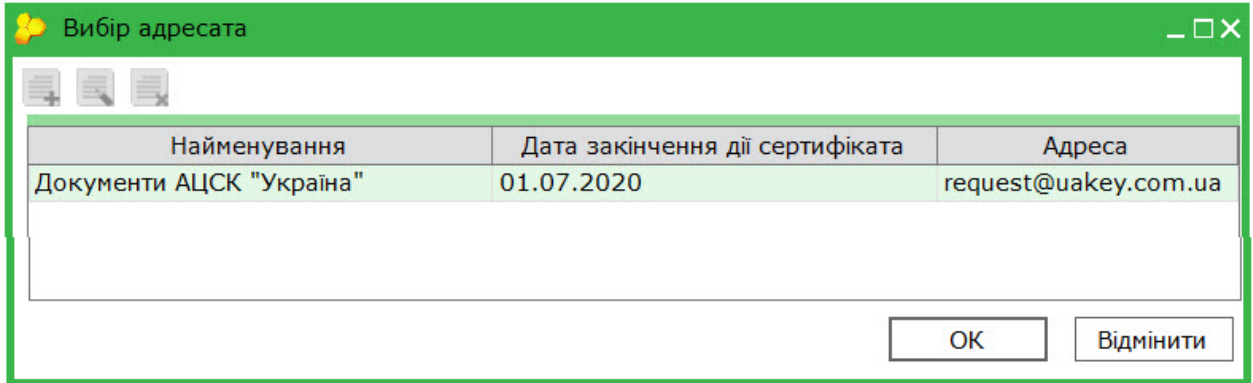 Вибір адресата
Найменування Дата закінчення дії сертифіката Адреса
Документи АЦСК "Україна" 01.07.2020 request@uakey.com.ua
OK Відмінити